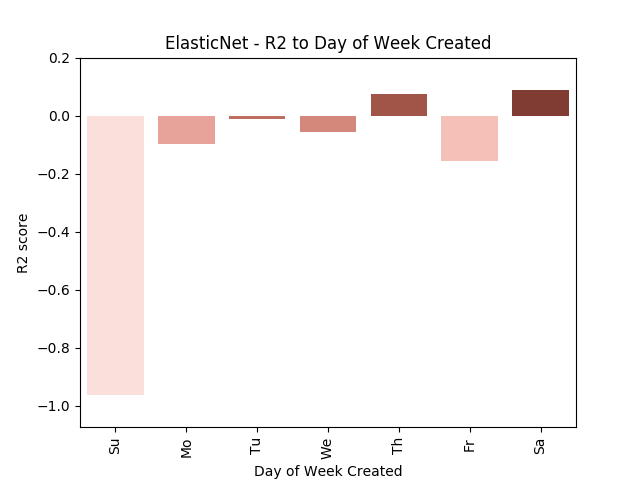 ElasticNet - R2 to Day of Week Created
0.2
0.0
−0.2
−0.4
−0.6
−0.8
−1.0
R2 score
Su
Mo
Tu
We
Th
Fr
Sa
Day of Week Created